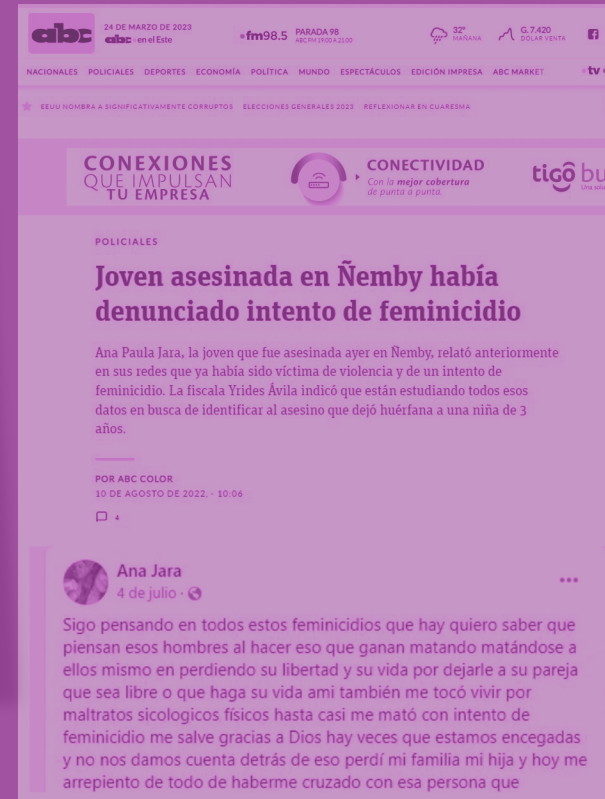 abc
24 DE MARZO DE 2023
abc en el Este
fm98.5 PARADA 98
ABC FM 19:00 A 21:00
32° MAÑANA
G. 7.420 DÓLAR VENTA
NACIONALES POLICIALES DEPORTES ECONOMÍA POLÍTICA MUNDO ESPECTÁCULOS EDICIÓN IMPRESA ABC MARKET tv
EEUU NOMBRA A SIGNIFICATIVAMENTE CORRUPTOS ELECCIONES GENERALES 2023 REFLEXIONAR EN CUARESMA
CONEXIONES
QUE IMPULSAN
TU EMPRESA
CONECTIVIDAD
Con la mejor cobertura
de punta a punta.
tigo bu
Una solu
POLICIALES
Joven asesinada en Ñemby había
denunciado intento de feminicidio
Ana Paula Jara, la joven que fue asesinada ayer en Ñemby, relató anteriormente
en sus redes que ya había sido víctima de violencia y de un intento de
feminicidio. La fiscala Yrides Ávila indicó que están estudiando todos esos
datos en busca de identificar al asesino que dejó huérfana a una niña de 3
años.
POR ABC COLOR
10 DE AGOSTO DE 2022. - 10:06
4
Ana Jara
4 de julio ·
Sigo pensando en todos estos feminicidios que hay quiero saber que
piensan esos hombres al hacer eso que ganan matando matándose a
ellos mismo en perdiendo su libertad y su vida por dejarle a su pareja
que sea libre o que haga su vida ami también me tocó vivir por
maltratos sicologicos físicos hasta casi me mató con intento de
feminicidio me salve gracias a Dios hay veces que estamos encegadas
y no nos damos cuenta detrás de eso perdí mi familia mi hija y hoy me
arrepiento de todo de haberme cruzado con esa persona que